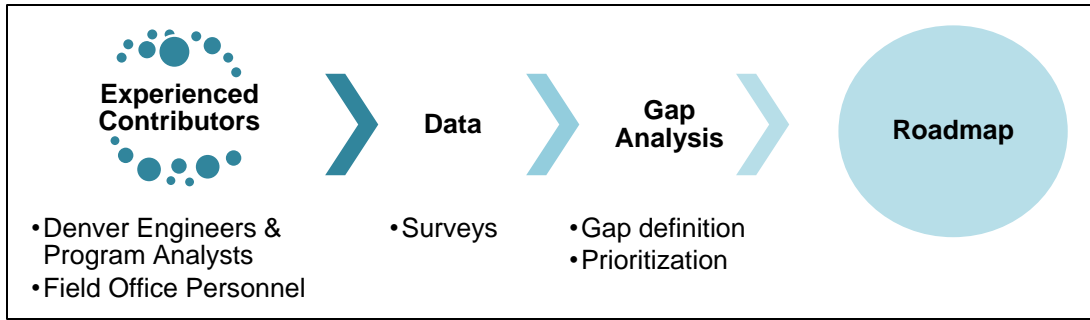 Experienced
Contributors
Data
Gap
Analysis
Roadmap
•Denver Engineers &
Program Analysts
•Field Office Personnel
•Surveys
•Gap definition
•Prioritization